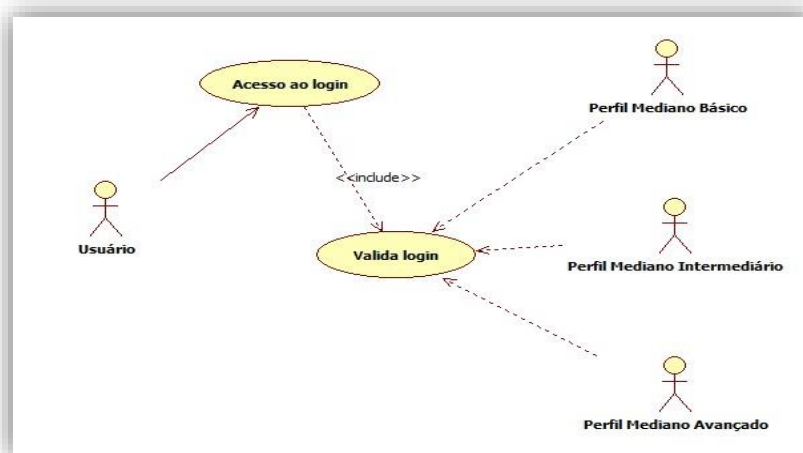 Acesso ao login
Perfil Mediano Básico
<<include>>
Usuário
Valida login
Perfil Mediano Intermediário
Perfil Mediano Avançado